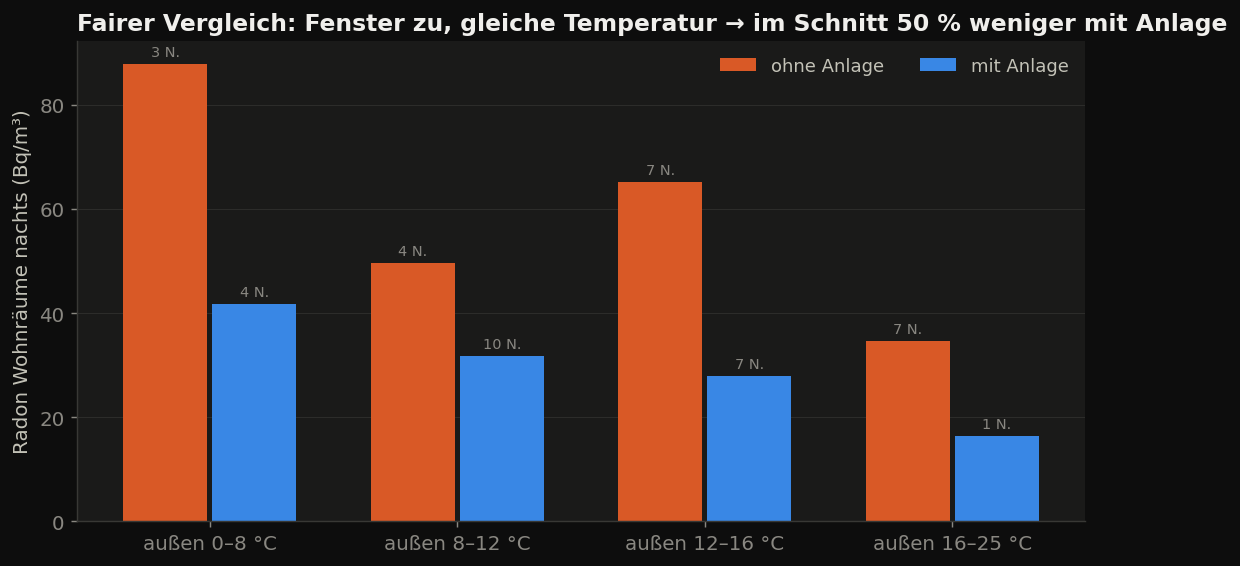 Fairer Vergleich: Fenster zu, gleiche Temperatur → im Schnitt 50 % weniger mit Anlage
3 N.
ohne Anlage
mit Anlage
80
7 N.
60
4 N.
4 N.
40
10 N.
7 N.
7 N.
20
1 N.
0
Radon Wohnräume nachts (Bq/m³)
außen 0–8 °C
außen 8–12 °C
außen 12–16 °C
außen 16–25 °C